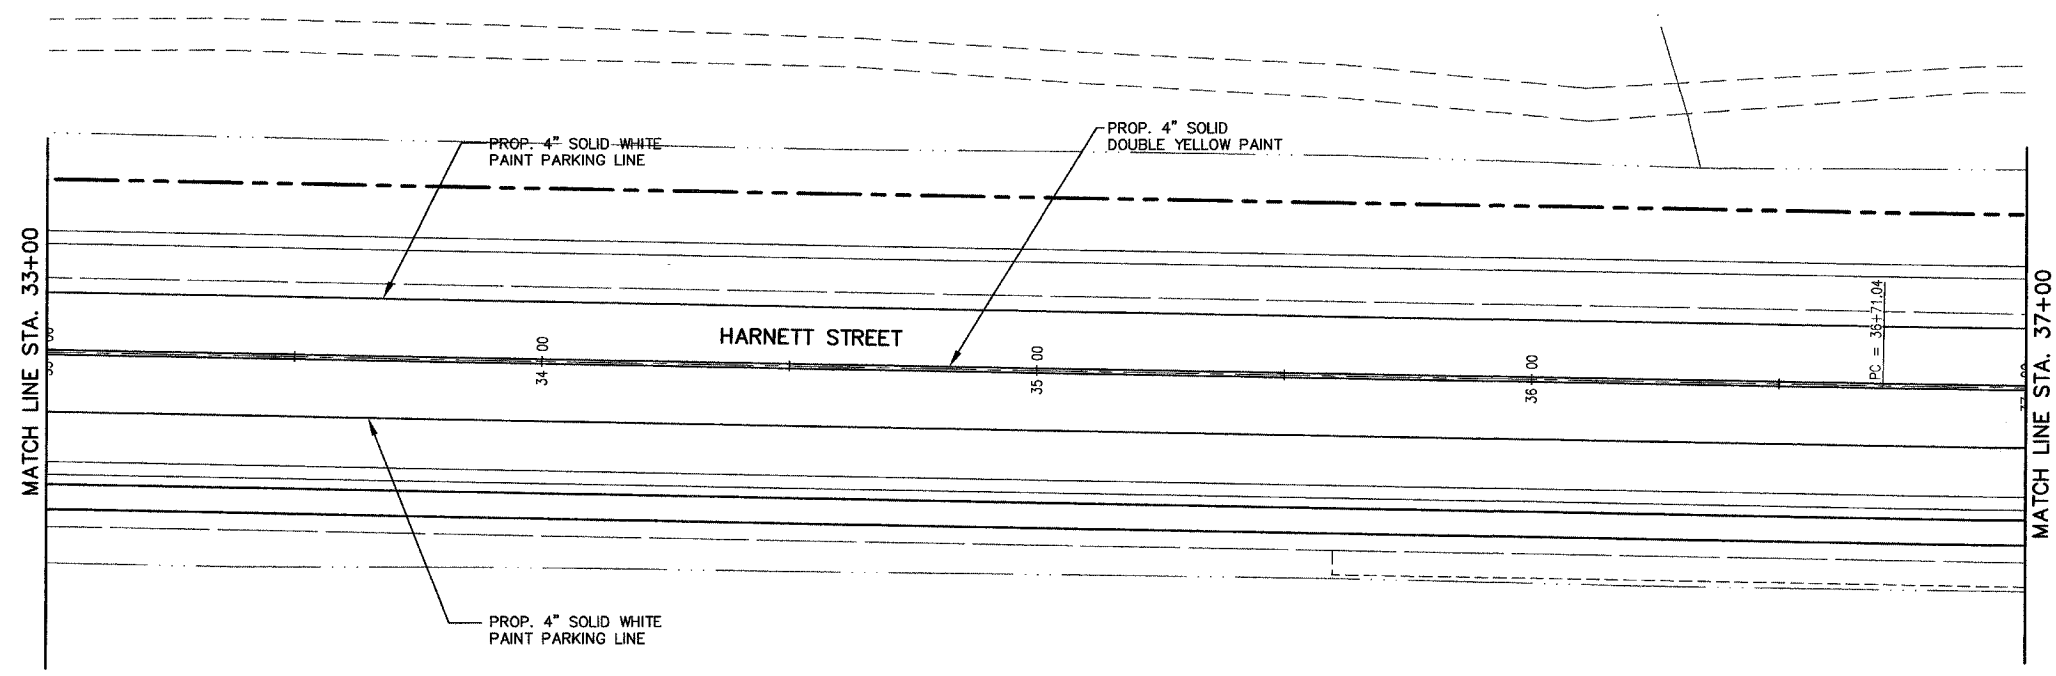 PROP. 4" SOLID WHITE
PAINT PARKING LINE
PROP. 4" SOLID
DOUBLE YELLOW PAINT
MATCH LINE STA. 33+00
HARNETT STREET
34+00
35+00
36+00
PC = 36+71.04
MATCH LINE STA. 37+00
PROP. 4" SOLID WHITE
PAINT PARKING LINE